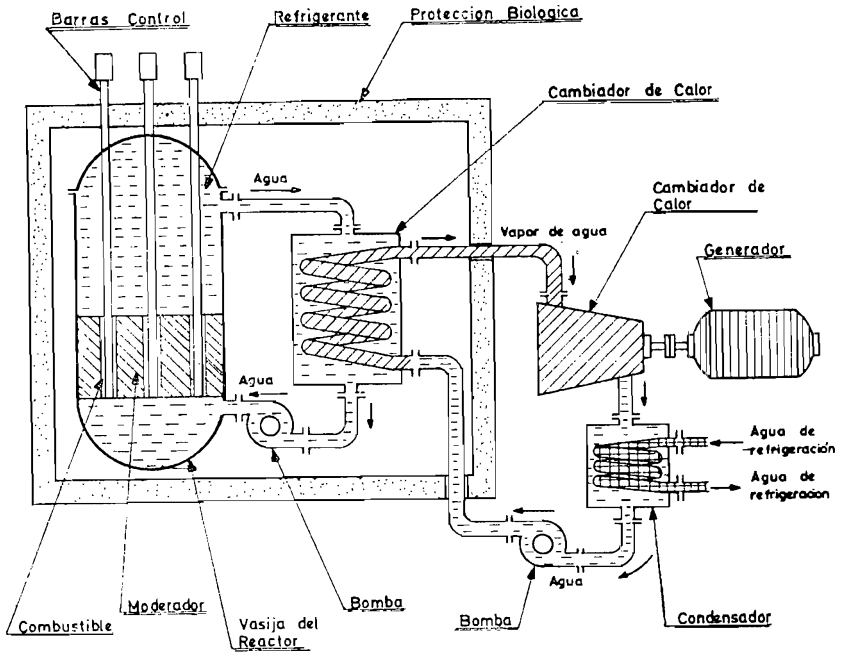 Barras Control
Refrigerante
Proteccion Biologica
Cambiador de Calor
Agua
Cambiador de
Calor
Vapor de agua
Generador
Agua
Agua de
refrigeración
Agua de
refrigeracion
Agua
Combustible
Moderador
Vasija del
Reactor
Bomba
Bomba
Condensador